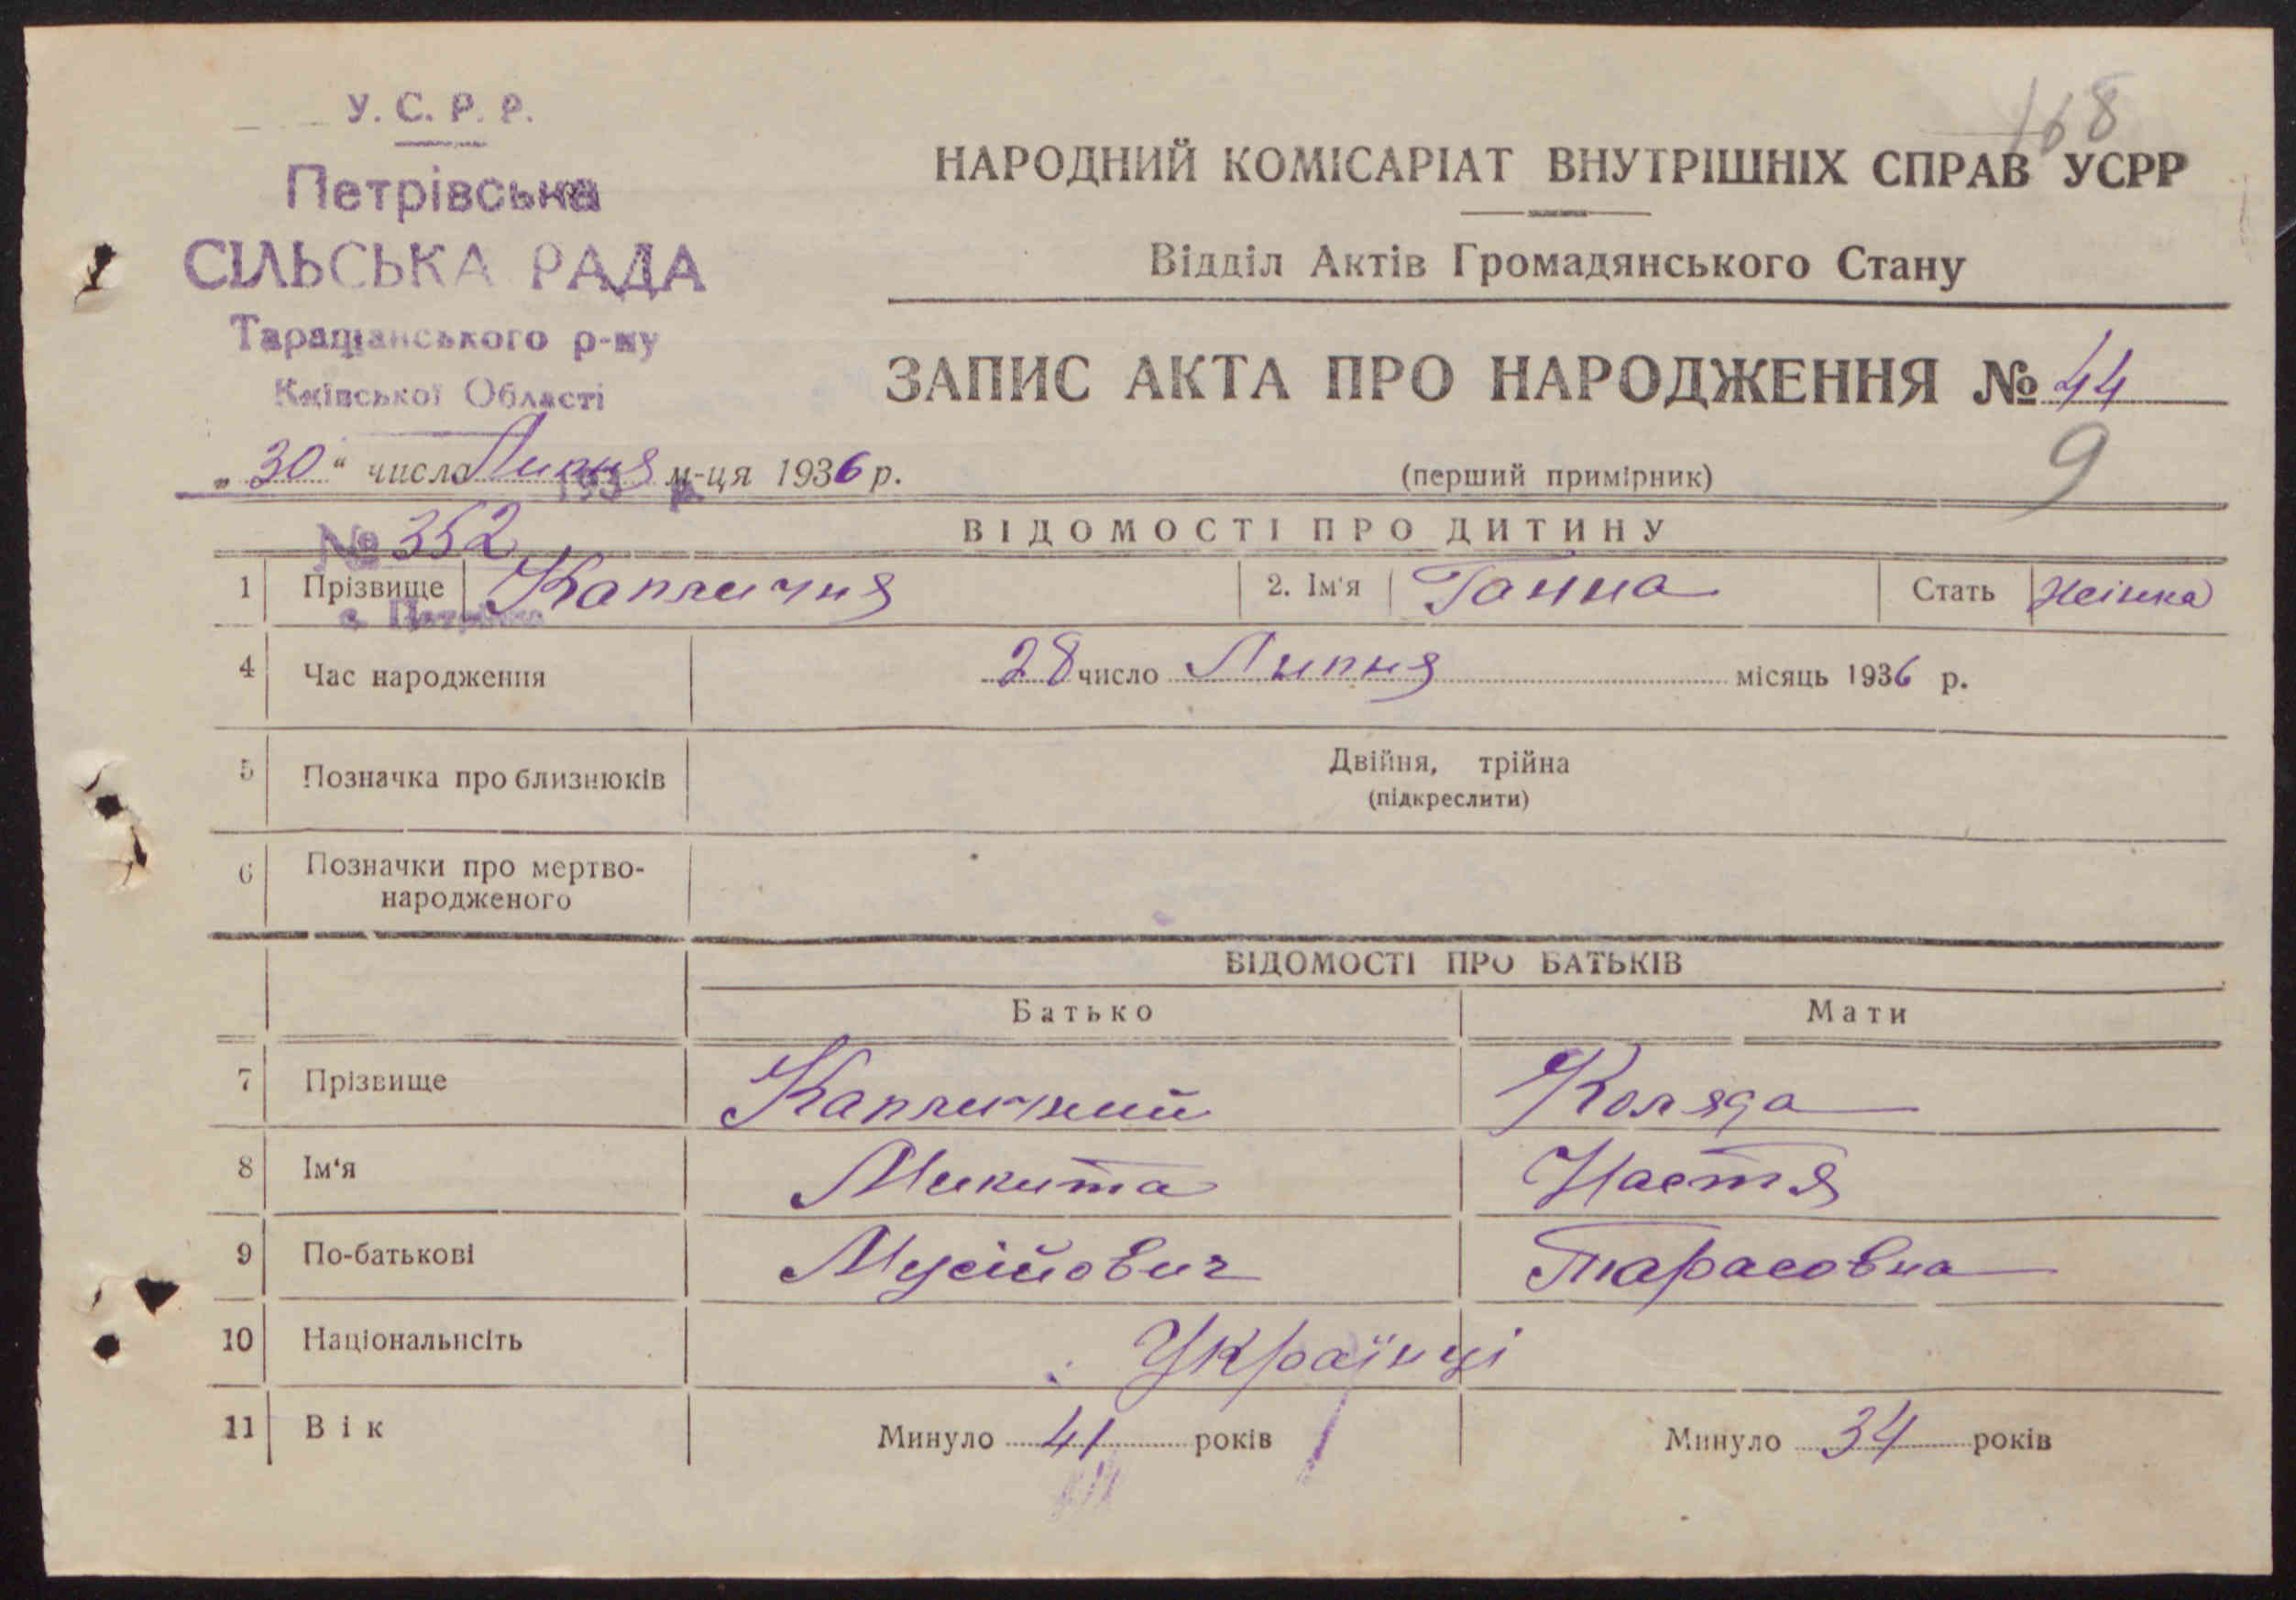 168
У. С. Р. Р.
Петрівська
СІЛЬСЬКА РАДА
Таращанського р-ну
Київської Області
НАРОДНИЙ КОМІСАРІАТ ВНУТРІШНІХ СПРАВ УСРР
Відділ Актів Громадянського Стану
ЗАПИС АКТА ПРО НАРОДЖЕННЯ № 44
„30“ числа Липня м-ця 1936 р.
193 р.
(перший примірник)
9
№ 352
ВІДОМОСТІ ПРО ДИТИНУ
1 Прізвище Каплична 2. Ім'я Ганна Стать Жінка
с. Петрівка
4 Час народження 28 число Липня місяць 1936 р.
5 Позначка про близнюків Двійня, трійна
(підкреслити)
6 Позначки про мертво-
народженого
ВІДОМОСТІ ПРО БАТЬКІВ
Батько Мати
7 Прізвище Капличний Коляда
8 Ім'я Микита Настя
9 По-батькові Мусійович Тарасовна
10 Національнсіть Українці
11 Вік Минуло 41 років Минуло 34 років